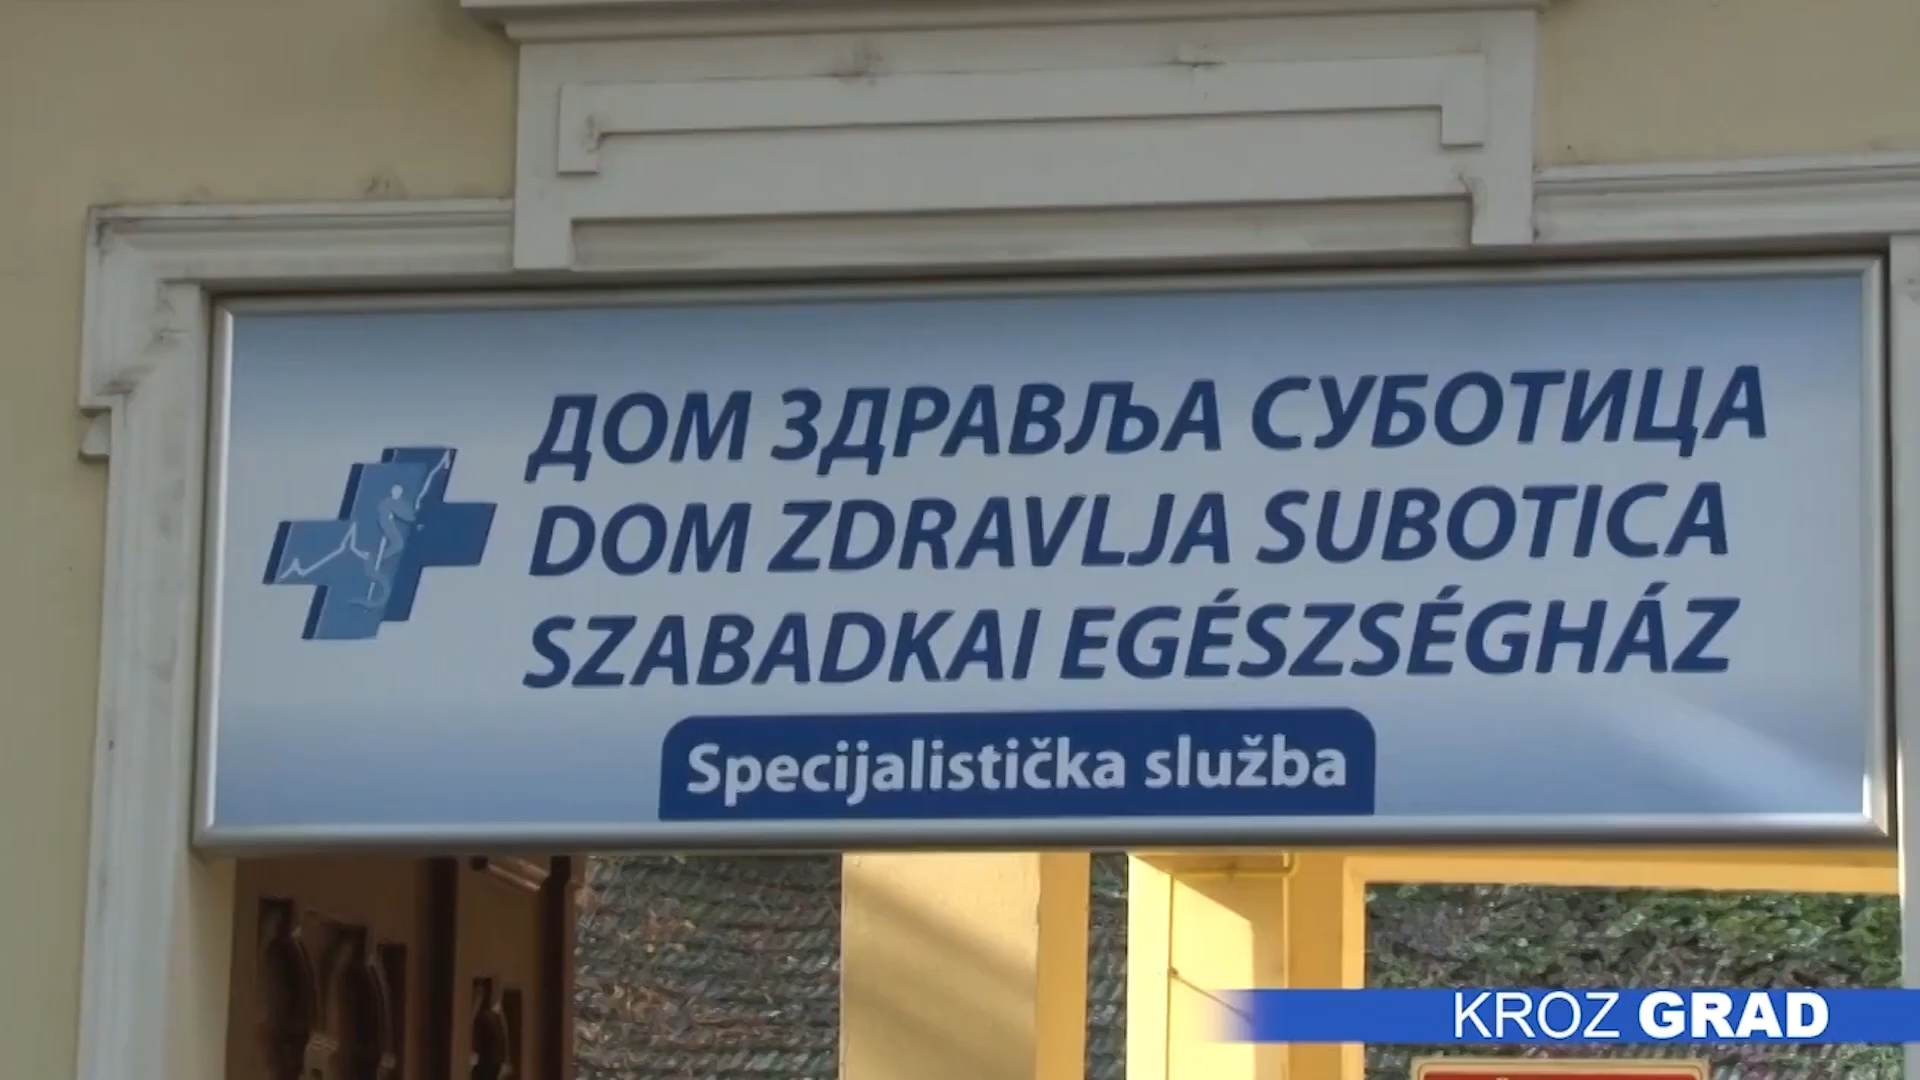 ДОМ ЗДРАВЉА СУБОТИЦА
DOM ZDRAVLJA SUBOTICA
SZABADKAI EGÉSZSÉGHÁZ
Specijalistička služba
KROZ GRAD